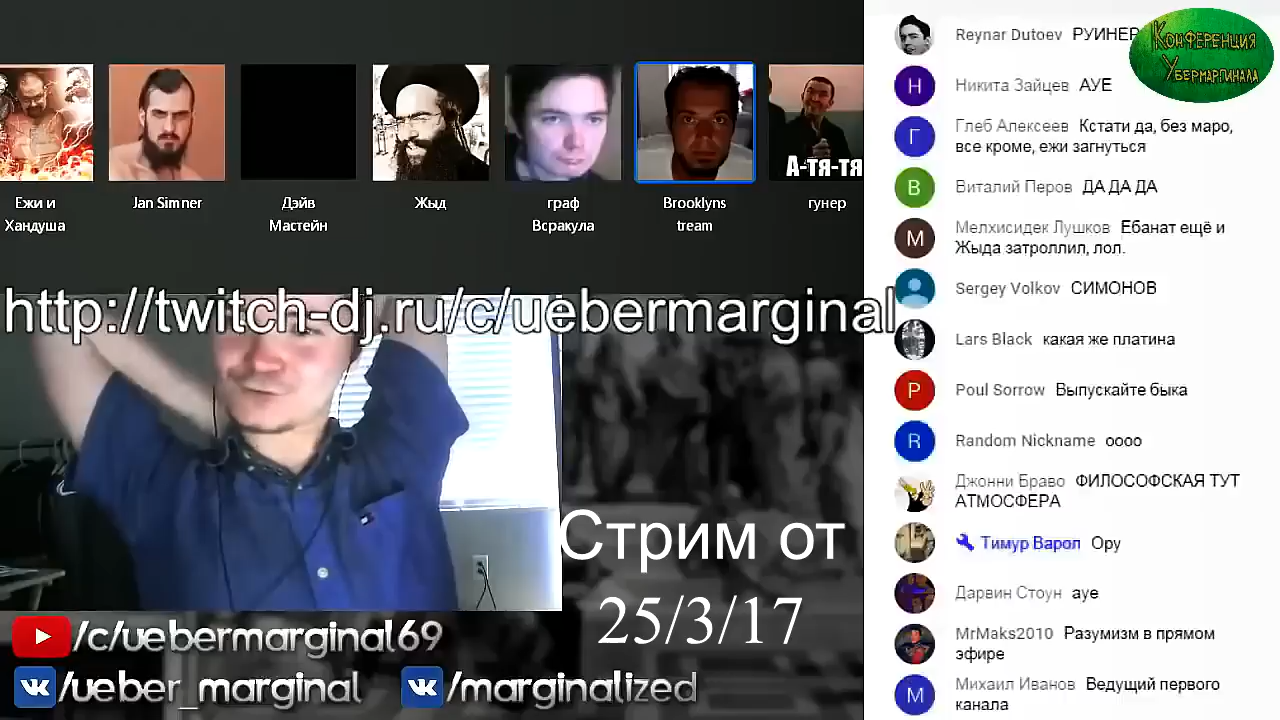 А-ТЯ-ТЯ
Ежи и
Хандуша
Jan Simner
Дэйв
Мастейн
Жыд
граф
Всракула
Brooklyns
tream
гунер
http://twitch-dj.ru/c/uebermarginal
Стрим от
25/3/17
/c/uebermarginal69
/ueber_marginal
/marginalized
КОНФЕРЕНЦИЯ
УБЕРМАРГИНАЛА
Reynar Dutoev РУИНЕР
Н Никита Зайцев АУЕ
Г Глеб Алексеев Кстати да, без маро,
все кроме, ежи загнуться
В Виталий Перов ДА ДА ДА
М Мелхисидек Лушков Ебанат ещё и
Жыда затроллил, лол.
Sergey Volkov СИМОНОВ
Lars Black какая же платина
P Poul Sorrow Выпускайте быка
R Random Nickname оооо
Джонни Браво ФИЛОСОФСКАЯ ТУТ
АТМОСФЕРА
Тимур Варол Ору
Дарвин Стоун ауе
MrMaks2010 Разумизм в прямом
эфире
М Михаил Иванов Ведущий первого
канала